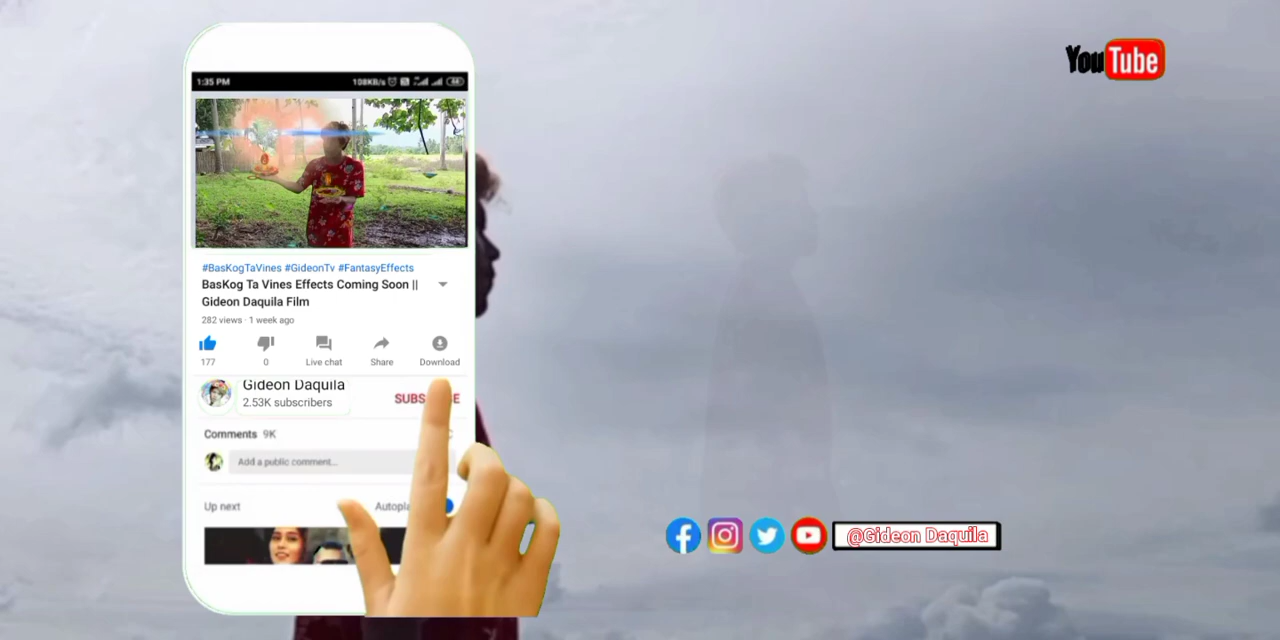 1:35 PM
108KB/s
#BasKogTaVines #GideonTv #FantasyEffects
BasKog Ta Vines Effects Coming Soon ||
Gideon Daquila Film
282 views · 1 week ago
177
0
Live chat
Share
Download
Gideon Daquila
2.53K subscribers
Comments 9K
Add a public comment...
Up next
YouTube
@Gideon Daquila